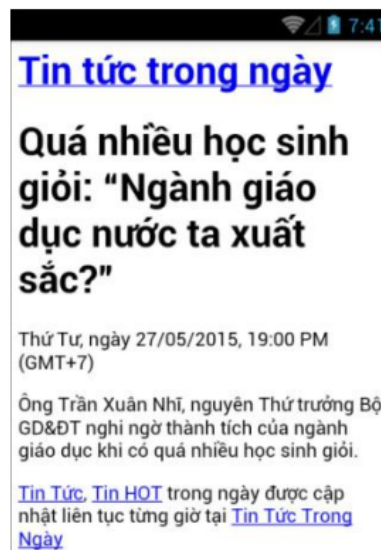 7:41
Tin tức trong ngày
Quá nhiều học sinh
giỏi: “Ngành giáo
dục nước ta xuất
sắc?”
Thứ Tư, ngày 27/05/2015, 19:00 PM
(GMT+7)
Ông Trần Xuân Nhĩ, nguyên Thứ trưởng Bộ
GD&ĐT nghi ngờ thành tích của ngành
giáo dục khi có quá nhiều học sinh giỏi.
Tin Tức, Tin HOT trong ngày được cập
nhật liên tục từng giờ tại Tin Tức Trong
Ngày